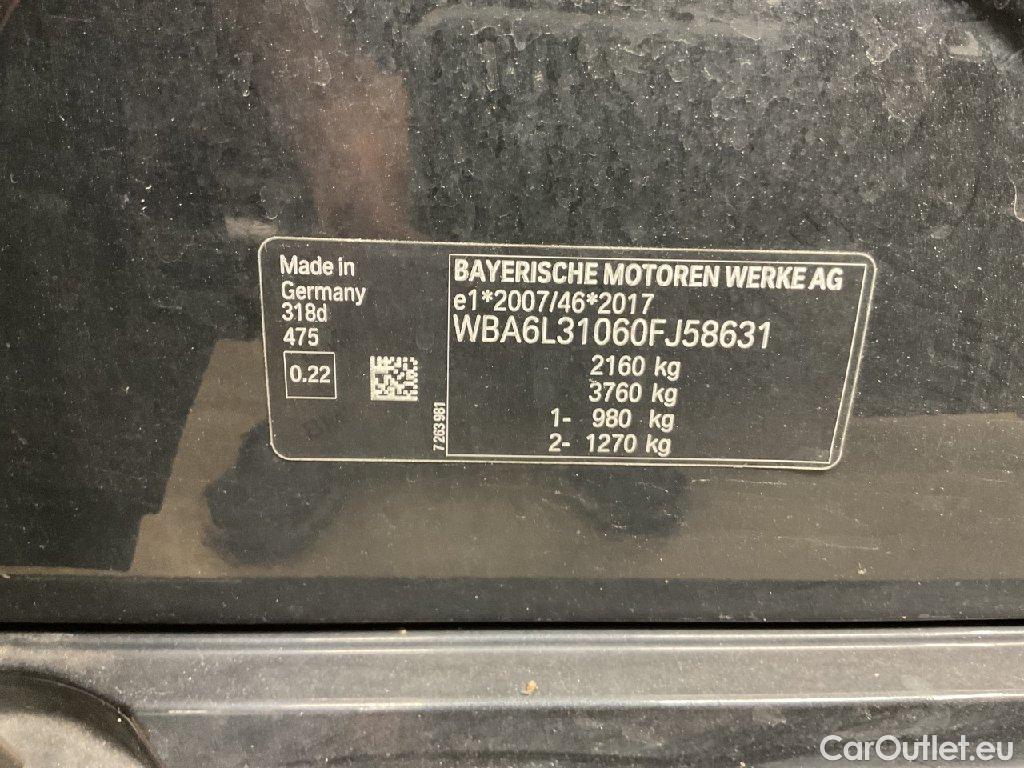 Made in
Germany
318d
475
0.22
7 263 981
BAYERISCHE MOTOREN WERKE AG
e1*2007/46*2017
WBA6L31060FJ58631
2160 kg
3760 kg
1- 980 kg
2- 1270 kg
CarOutlet.eu